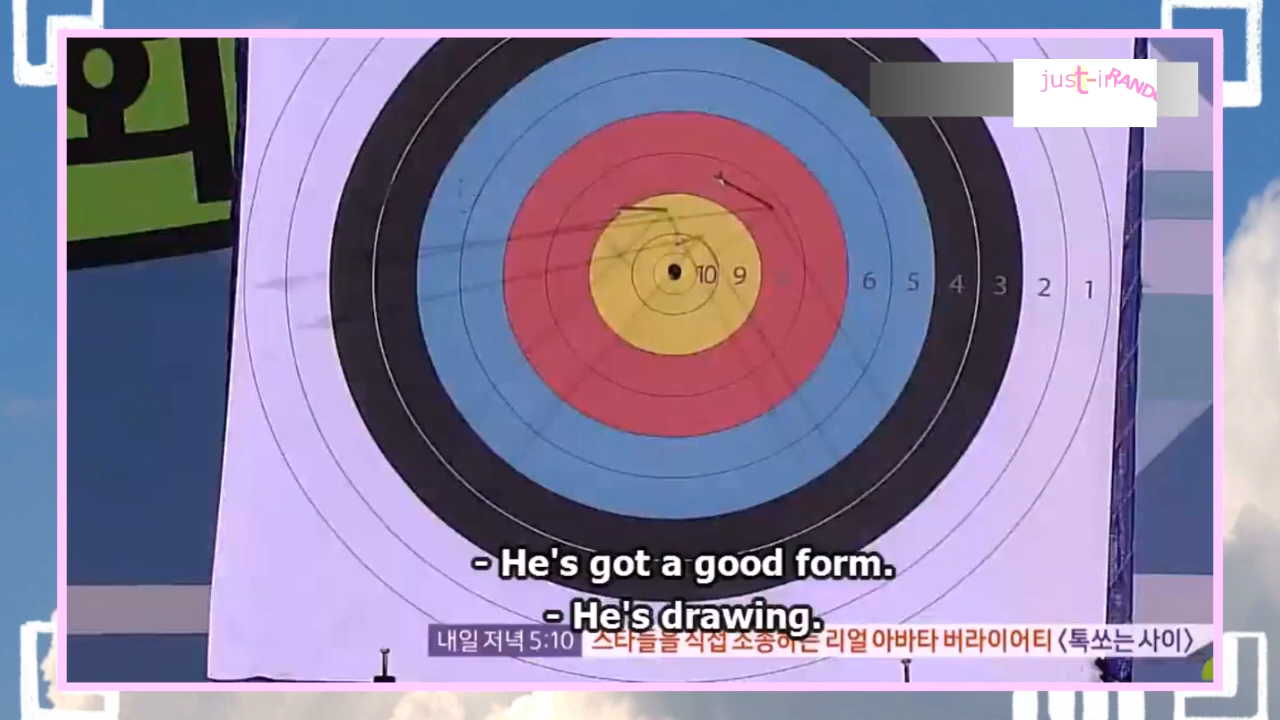 just-in
RAND
10 9 6 5 4 3 2 1
- He's got a good form.
- He's drawing.
내일 저녁 5:10 스타들을 직접 조종하는 리얼 아바타 버라이어티 <톡쏘는 사이>